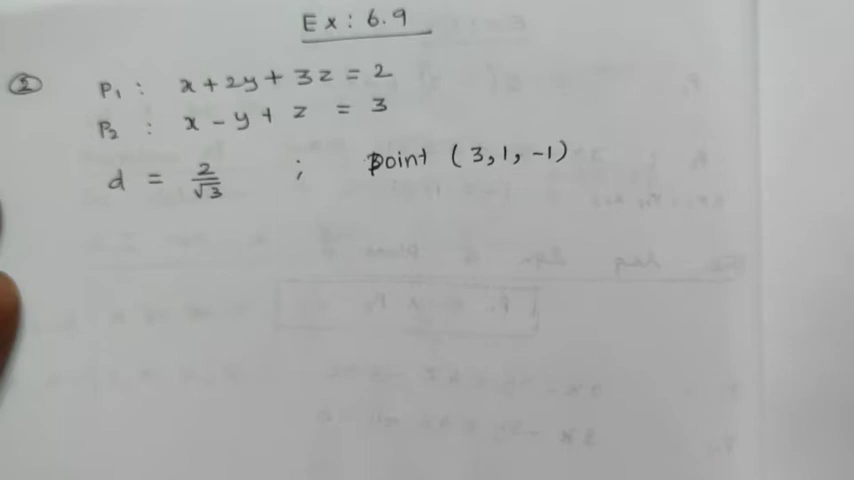 Ex: 6.9
② P₁ : x + 2y + 3z = 2
P₂ : x - y + z = 3
d = 2/√3 ; point (3, 1, -1)